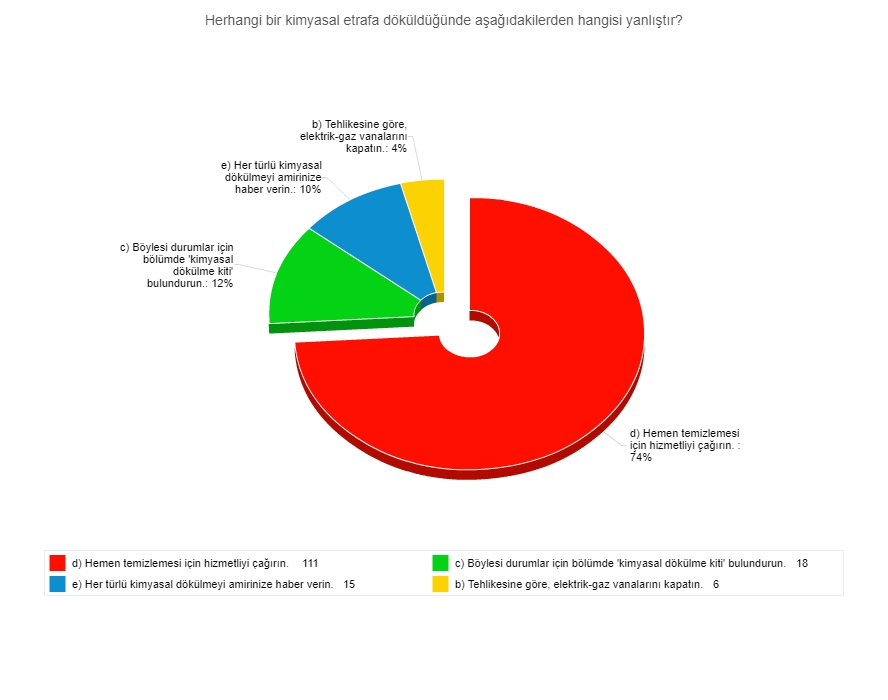 Herhangi bir kimyasal etrafa döküldüğünde aşağıdakilerden hangisi yanlıştır?
b) Tehlikesine göre,
elektrik-gaz vanalarını
kapatın.: 4%
e) Her türlü kimyasal
dökülmeyi amirinize
haber verin.: 10%
c) Böylesi durumlar için
bölümde 'kimyasal
dökülme kiti'
bulundurun.: 12%
d) Hemen temizlemesi
için hizmetliyi çağırın. :
74%
d) Hemen temizlemesi için hizmetliyi çağırın. 111
c) Böylesi durumlar için bölümde 'kimyasal dökülme kiti' bulundurun. 18
e) Her türlü kimyasal dökülmeyi amirinize haber verin. 15
b) Tehlikesine göre, elektrik-gaz vanalarını kapatın. 6